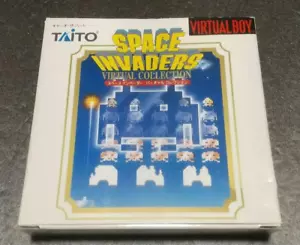 TAITO
VIRTUAL BOY
SPACE
INVADERS
VIRTUAL COLLECTION